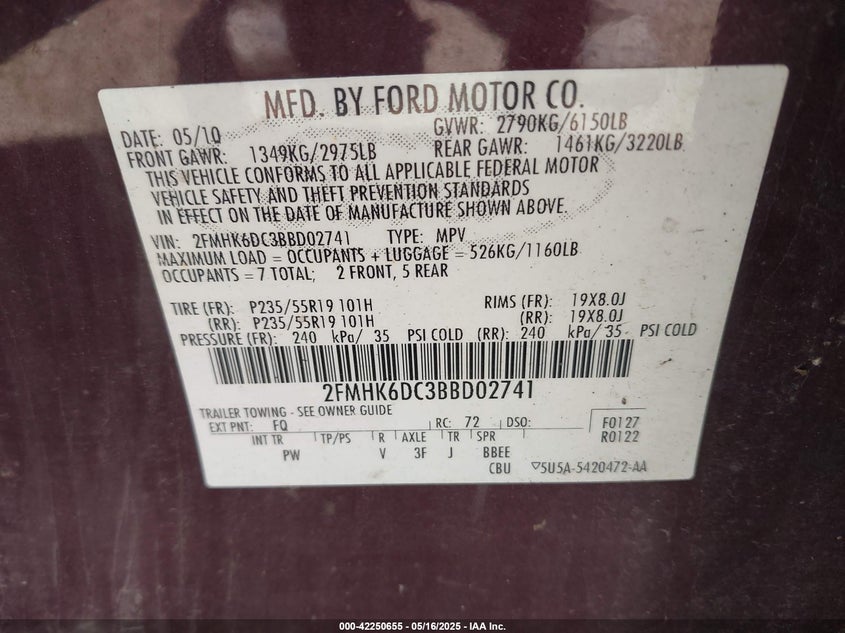 MFD. BY FORD MOTOR CO.
DATE: 05/10 GVWR: 2790KG/6150LB
FRONT GAWR: 1349KG/2975LB REAR GAWR: 1461KG/3220LB
THIS VEHICLE CONFORMS TO ALL APPLICABLE FEDERAL MOTOR
VEHICLE SAFETY AND THEFT PREVENTION STANDARDS
IN EFFECT ON THE DATE OF MANUFACTURE SHOWN ABOVE.
VIN: 2FMHK6DC3BBD02741 TYPE: MPV
MAXIMUM LOAD = OCCUPANTS + LUGGAGE = 526KG/1160LB
OCCUPANTS = 7 TOTAL; 2 FRONT, 5 REAR
TIRE (FR): P235/55R19 101H RIMS (FR): 19X8.0J
(RR): P235/55R19 101H (RR): 19X8.0J
PRESSURE (FR): 240 kPa/ 35 PSI COLD (RR): 240 kPa/ 35 PSI COLD
2FMHK6DC3BBD02741
TRAILER TOWING - SEE OWNER GUIDE
EXT PNT: FQ RC: 72 DSO: F0127
R0122
INT TR TP/PS R AXLE TR SPR
PW V 3F J BBEE
CBU ▽5U5A-5420472-AA
000-42250655 - 05/16/2025 - IAA Inc.